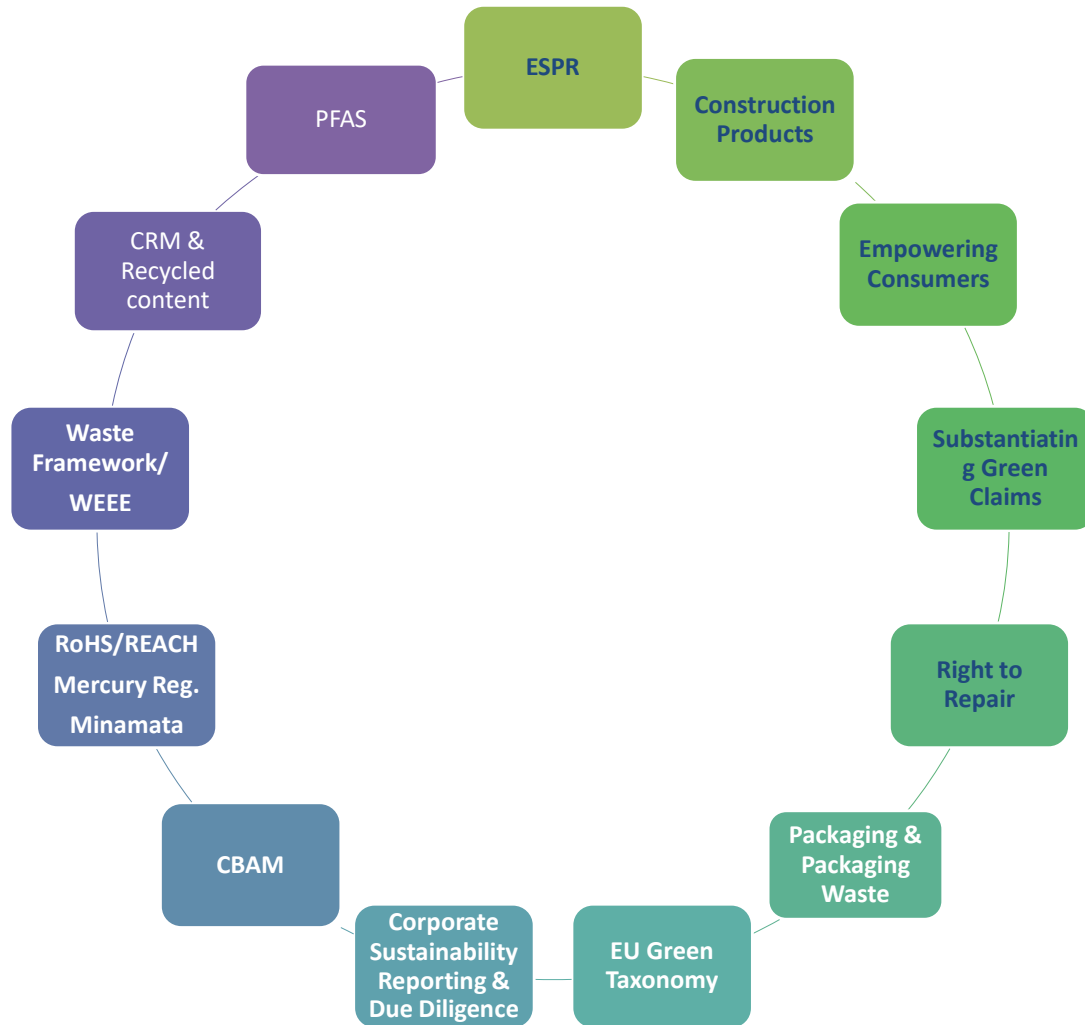 ESPR
Construction
Products
Empowering
Consumers
Substantiatin
g Green
Claims
Right to
Repair
Packaging &
Packaging
Waste
EU Green
Taxonomy
Corporate
Sustainability
Reporting &
Due Diligence
CBAM
RoHS/REACH
Mercury Reg.
Minamata
Waste
Framework/
WEEE
CRM &
Recycled
content
PFAS